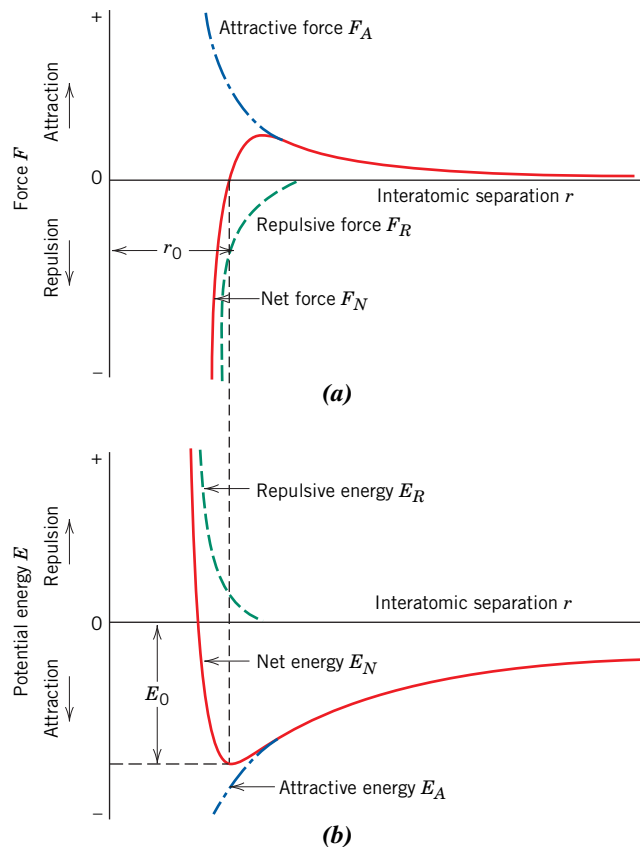 +
Attractive force F_A
Attraction
Force F
0
Interatomic separation r
Repulsive force F_R
Repulsion
r_0
Net force F_N
–
(a)
+
Repulsive energy E_R
Repulsion
Potential energy E
Interatomic separation r
0
Net energy E_N
E_0
Attraction
Attractive energy E_A
–
(b)